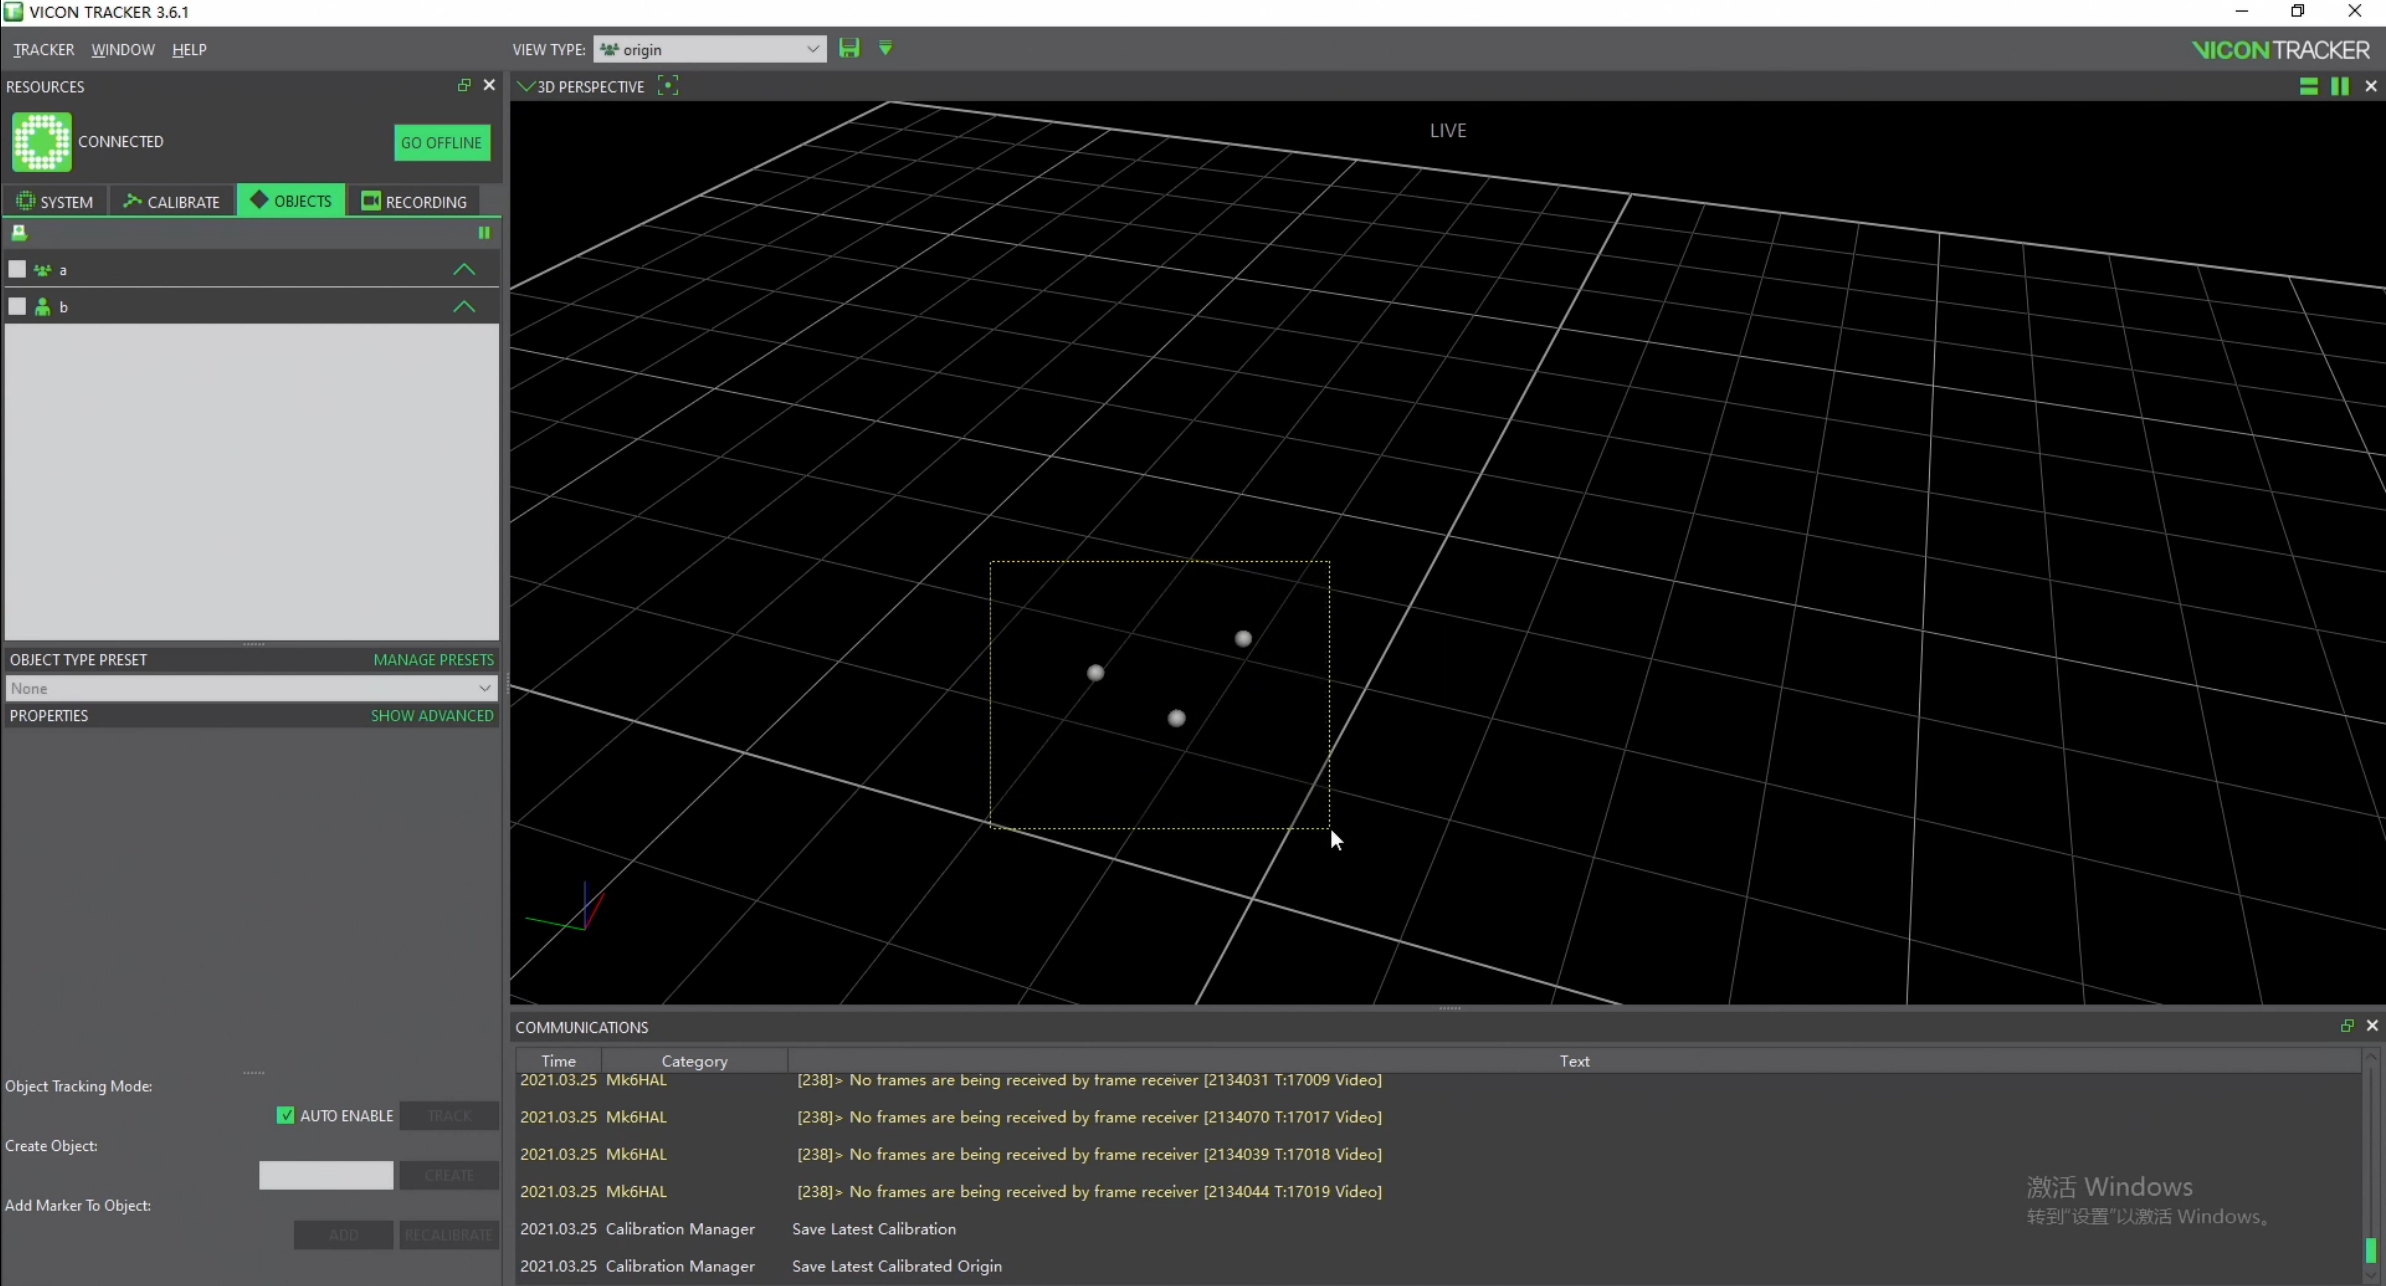 VICON TRACKER 3.6.1
TRACKER WINDOW HELP
VIEW TYPE: origin
VICON TRACKER
RESOURCES
3D PERSPECTIVE
CONNECTED
GO OFFLINE
LIVE
SYSTEM CALIBRATE OBJECTS RECORDING
a
b
OBJECT TYPE PRESET MANAGE PRESETS
None
PROPERTIES SHOW ADVANCED
Object Tracking Mode:
AUTO ENABLE TRACK
Create Object:
CREATE
Add Marker To Object:
ADD RECALIBRATE
COMMUNICATIONS
Time Category Text
2021.03.25 Mk6HAL [238]> No frames are being received by frame receiver [2134031 T:17009 Video]
2021.03.25 Mk6HAL [238]> No frames are being received by frame receiver [2134070 T:17017 Video]
2021.03.25 Mk6HAL [238]> No frames are being received by frame receiver [2134039 T:17018 Video]
2021.03.25 Mk6HAL [238]> No frames are being received by frame receiver [2134044 T:17019 Video]
2021.03.25 Calibration Manager Save Latest Calibration
2021.03.25 Calibration Manager Save Latest Calibrated Origin
激活 Windows
转到"设置"以激活 Windows。